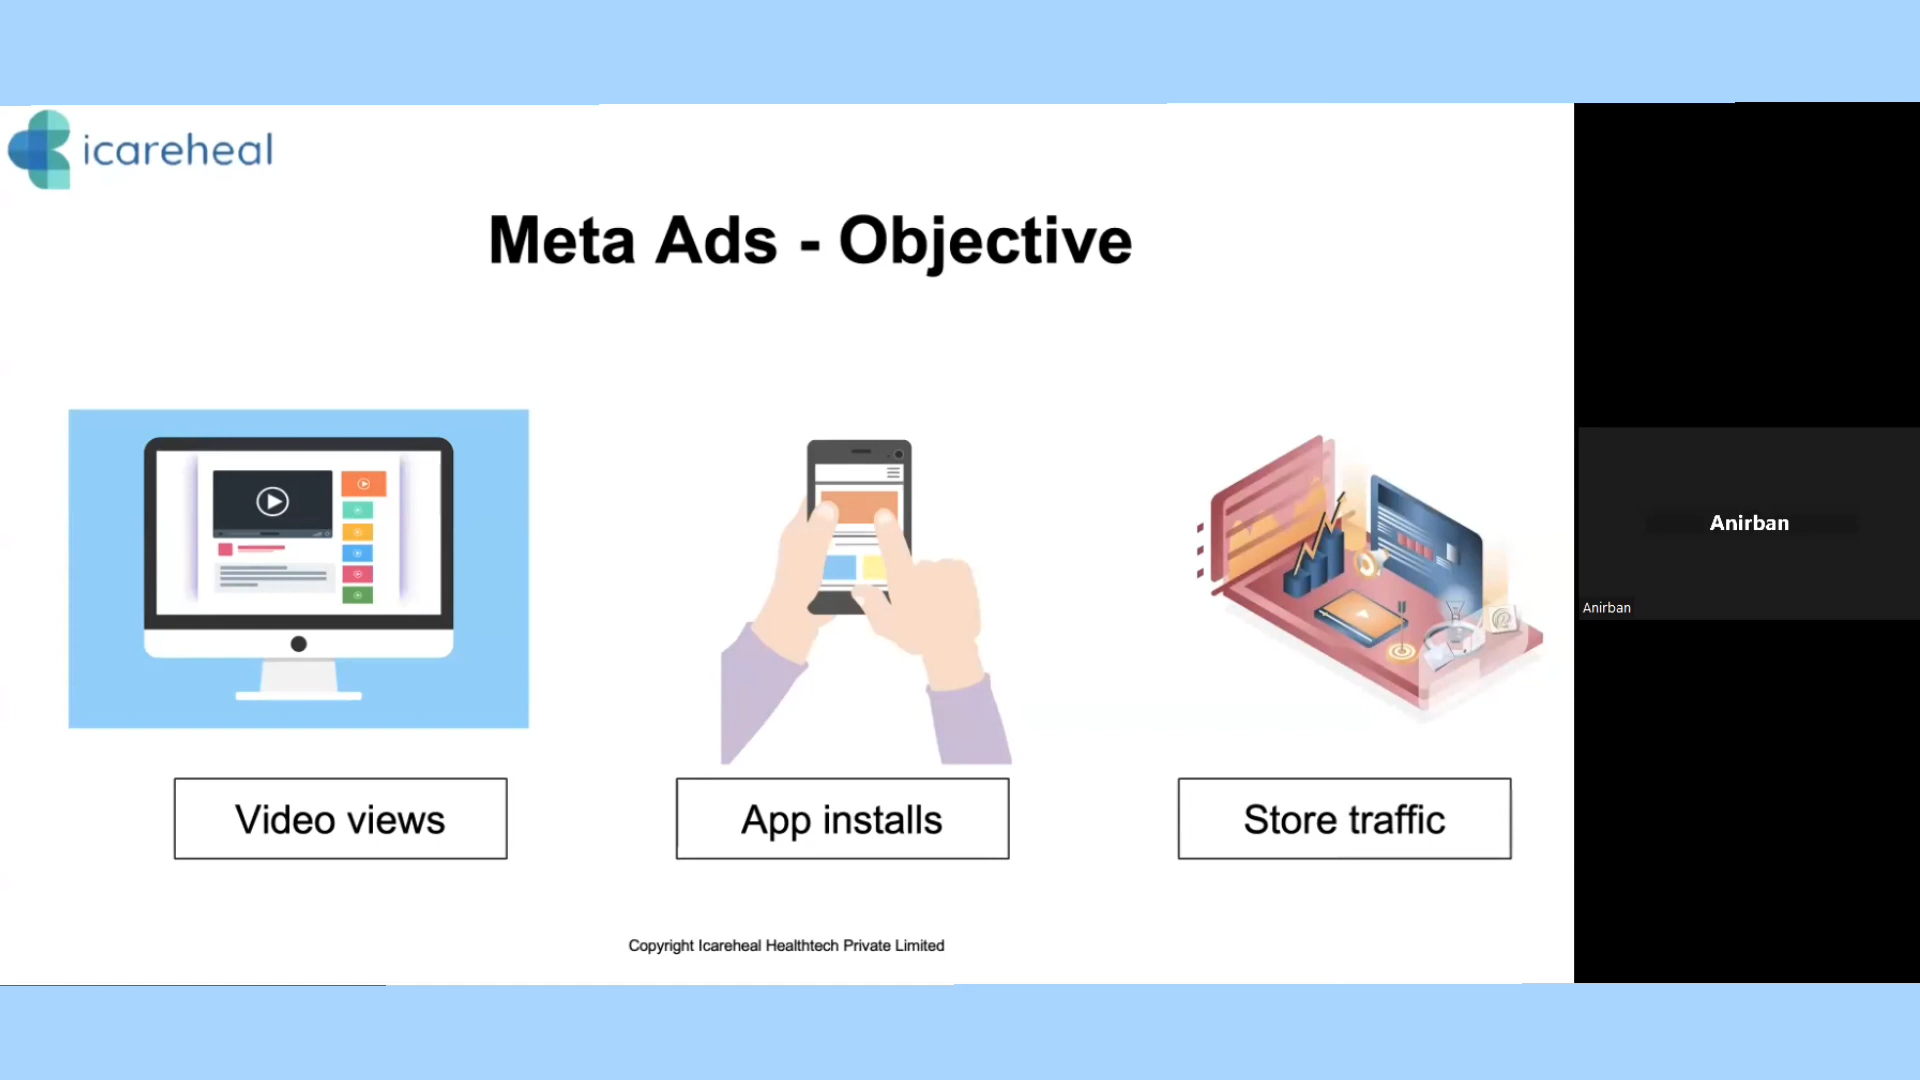 icareheal
Meta Ads - Objective
Video views
App installs
Store traffic
Copyright Icareheal Healthtech Private Limited
Anirban
Anirban